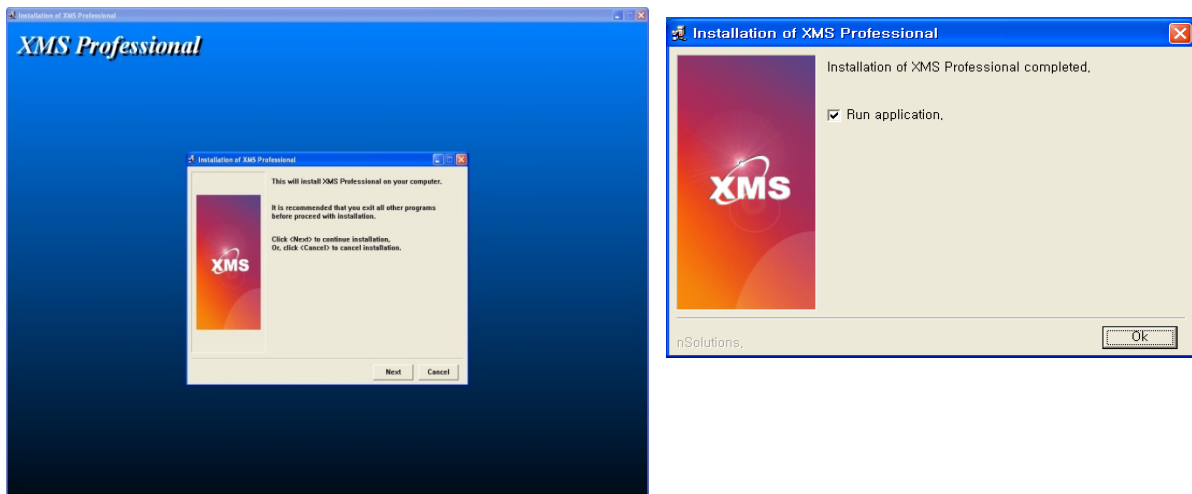 Installation of XMS Professional
XMS Professional
Installation of XMS Professional
This will install XMS Professional on your computer.
It is recommended that you exit all other programs
before proceed with installation.
Click <Next> to continue installation,
Or, click <Cancel> to cancel installation.
XMS
Next Cancel
Installation of XMS Professional
Installation of XMS Professional completed,
Run application,
XMS
nSolutions,
Ok